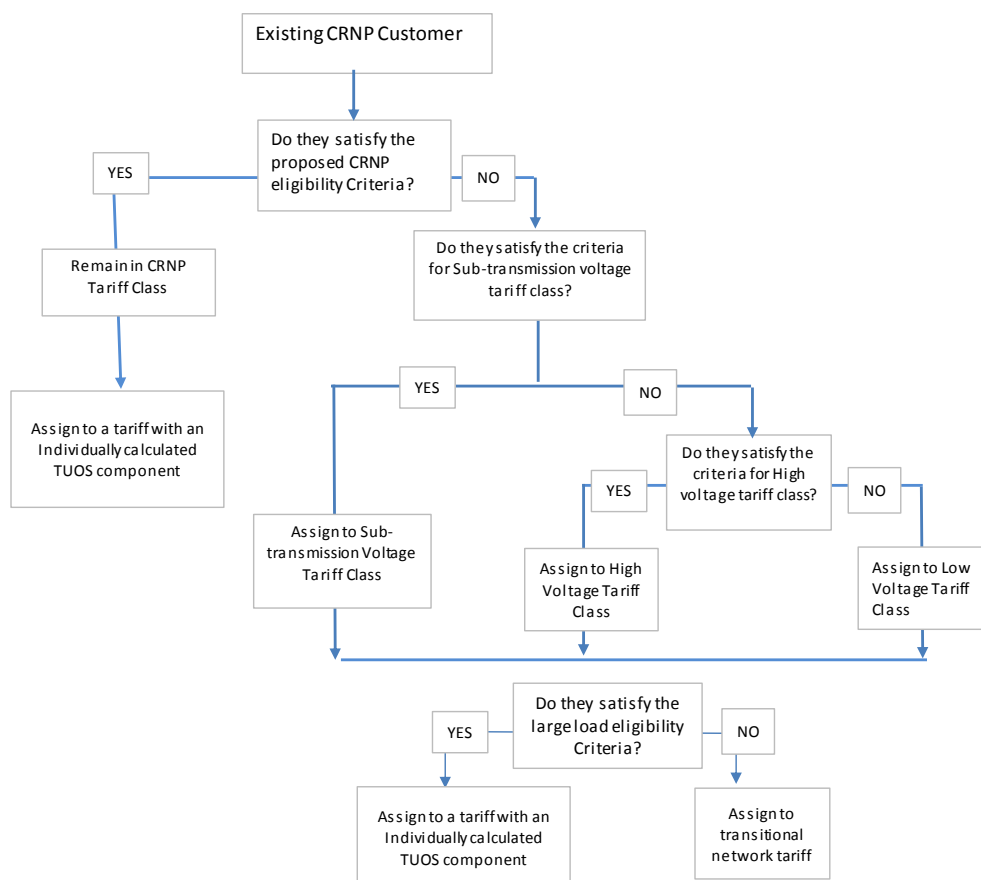 Existing CRNP Customer
Do they satisfy the
proposed CRNP
eligibility Criteria?
YES
NO
Remain in CRNP
Tariff Class
Do they satisfy the criteria
for Sub-transmission voltage
tariff class?
Assign to a tariff with an
Individually calculated
TUOS component
YES
NO
Do they satisfy the
criteria for High
voltage tariff class?
YES
NO
Assign to Sub-
transmission Voltage
Tariff Class
Assign to High
Voltage Tariff
Class
Assign to Low
Voltage Tariff
Class
Do they satisfy the
large load eligibility
Criteria?
YES
NO
Assign to a tariff with an
Individually calculated
TUOS component
Assign to
transitional
network tariff